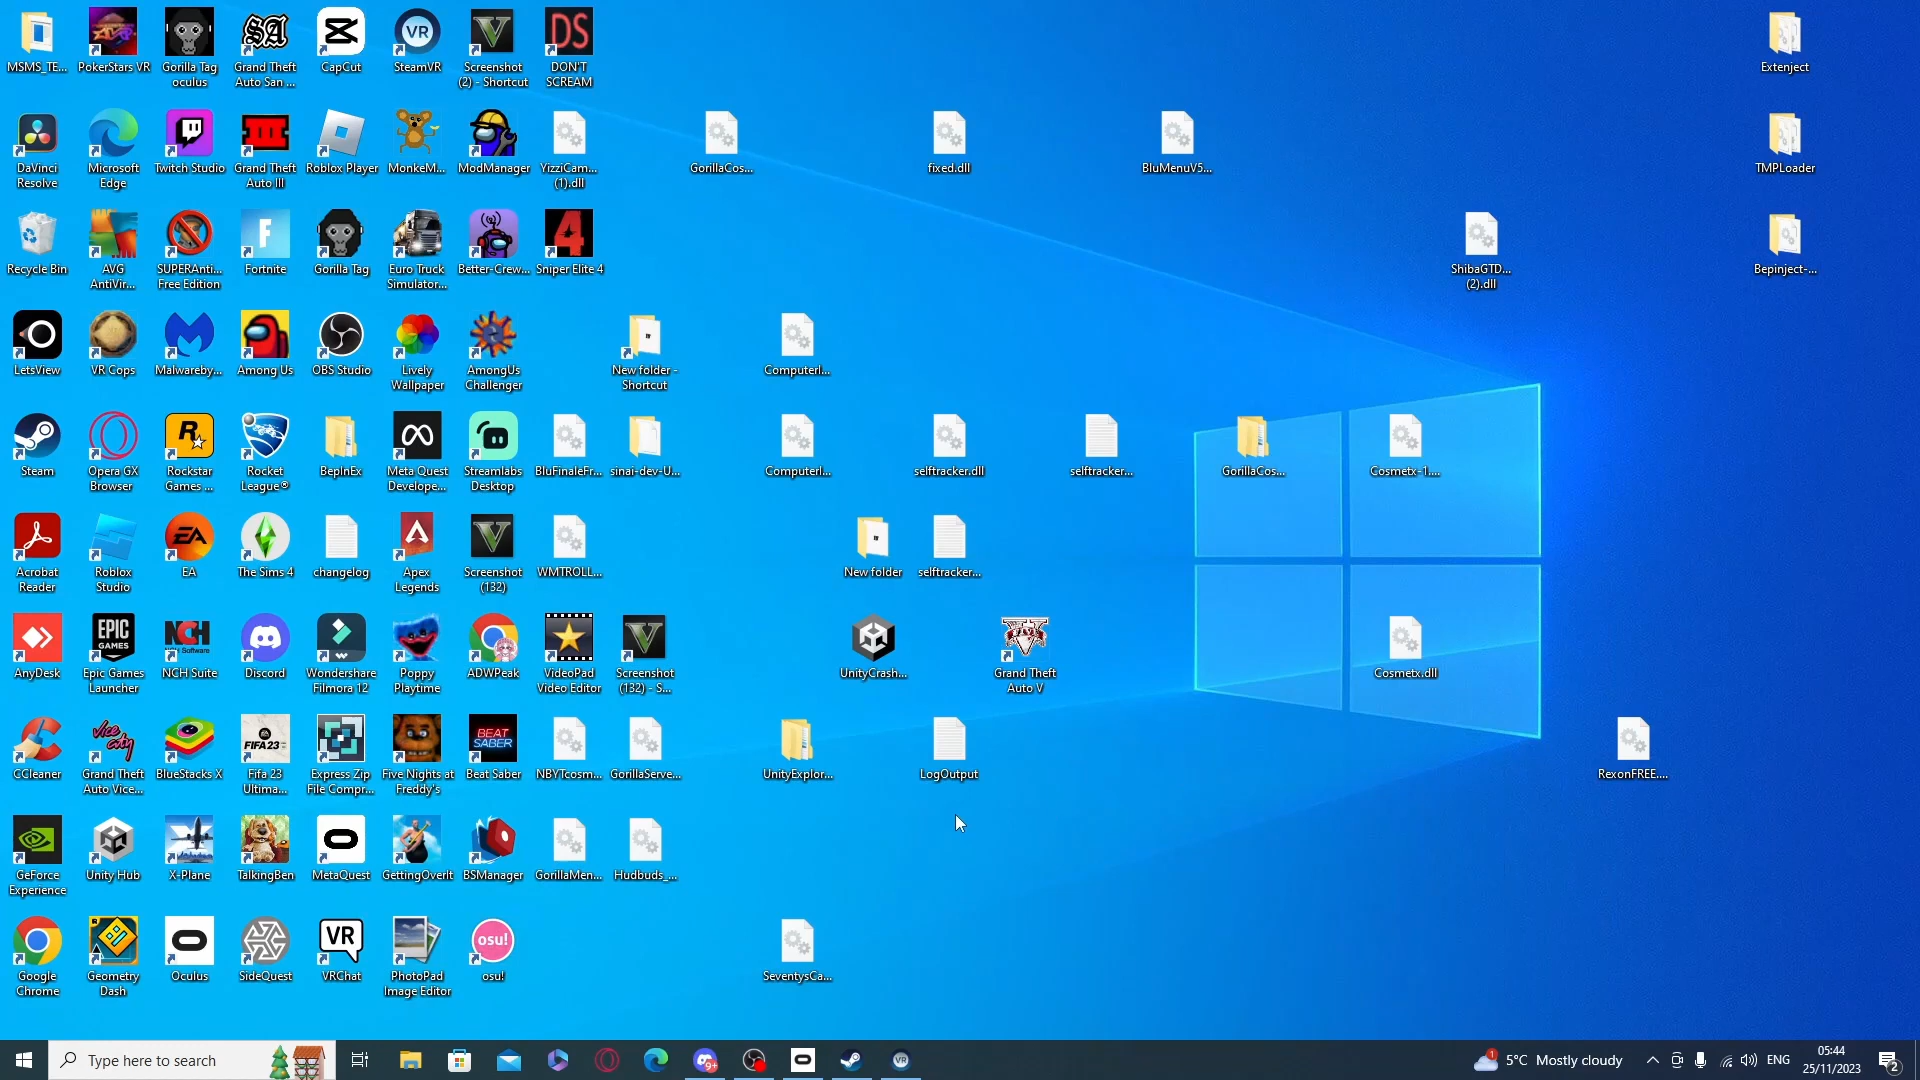 MSMS_TE...
PokerStars VR
Gorilla Tag
oculus
Grand Theft
Auto San ...
CapCut
SteamVR
Screenshot
(2) - Shortcut
DON'T
SCREAM
Extenject
DaVinci
Resolve
Microsoft
Edge
Twitch Studio
Grand Theft
Auto III
Roblox Player
MonkeM...
ModManager
YizziCam...
(1).dll
GorillaCos...
fixed.dll
BluMenuV5...
TMPLoader
Recycle Bin
AVG
AntiVir...
SUPERAnti...
Free Edition
Fortnite
Gorilla Tag
Euro Truck
Simulator...
Better-Crew...
Sniper Elite 4
ShibaGTD...
(2).dll
Bepinject-...
LetsView
VR Cops
Malwareby...
Among Us
OBS Studio
Lively
Wallpaper
AmongUs
Challenger
New folder -
Shortcut
ComputerI...
Steam
Opera GX
Browser
Rockstar
Games ...
Rocket
League®
BepInEx
Meta Quest
Develope...
Streamlabs
Desktop
BluFinaleFr...
sinai-dev-U...
ComputerI...
selftracker.dll
selftracker...
GorillaCos...
Cosmetx-1....
Acrobat
Reader
Roblox
Studio
EA
The Sims 4
changelog
Apex
Legends
Screenshot
(132)
WMTROLL...
New folder
selftracker...
AnyDesk
Epic Games
Launcher
NCH Suite
Discord
Wondershare
Filmora 12
Poppy
Playtime
ADWPeak
VideoPad
Video Editor
Screenshot
(132) - S...
UnityCrash...
Grand Theft
Auto V
Cosmetx.dll
CCleaner
Grand Theft
Auto Vice...
BlueStacks X
Fifa 23
Ultima...
Express Zip
File Compr...
Five Nights at
Freddy's
Beat Saber
NBYTcosm...
GorillaServe...
UnityExplor...
LogOutput
RexonFREE....
GeForce
Experience
Unity Hub
X-Plane
TalkingBen
MetaQuest
GettingOverIt
BSManager
GorillaMen...
Hudbuds_...
Google
Chrome
Geometry
Dash
Oculus
SideQuest
VRChat
PhotoPad
Image Editor
osu!
SeventysCa...
Type here to search
5°C Mostly cloudy
ENG
05:44
25/11/2023
2